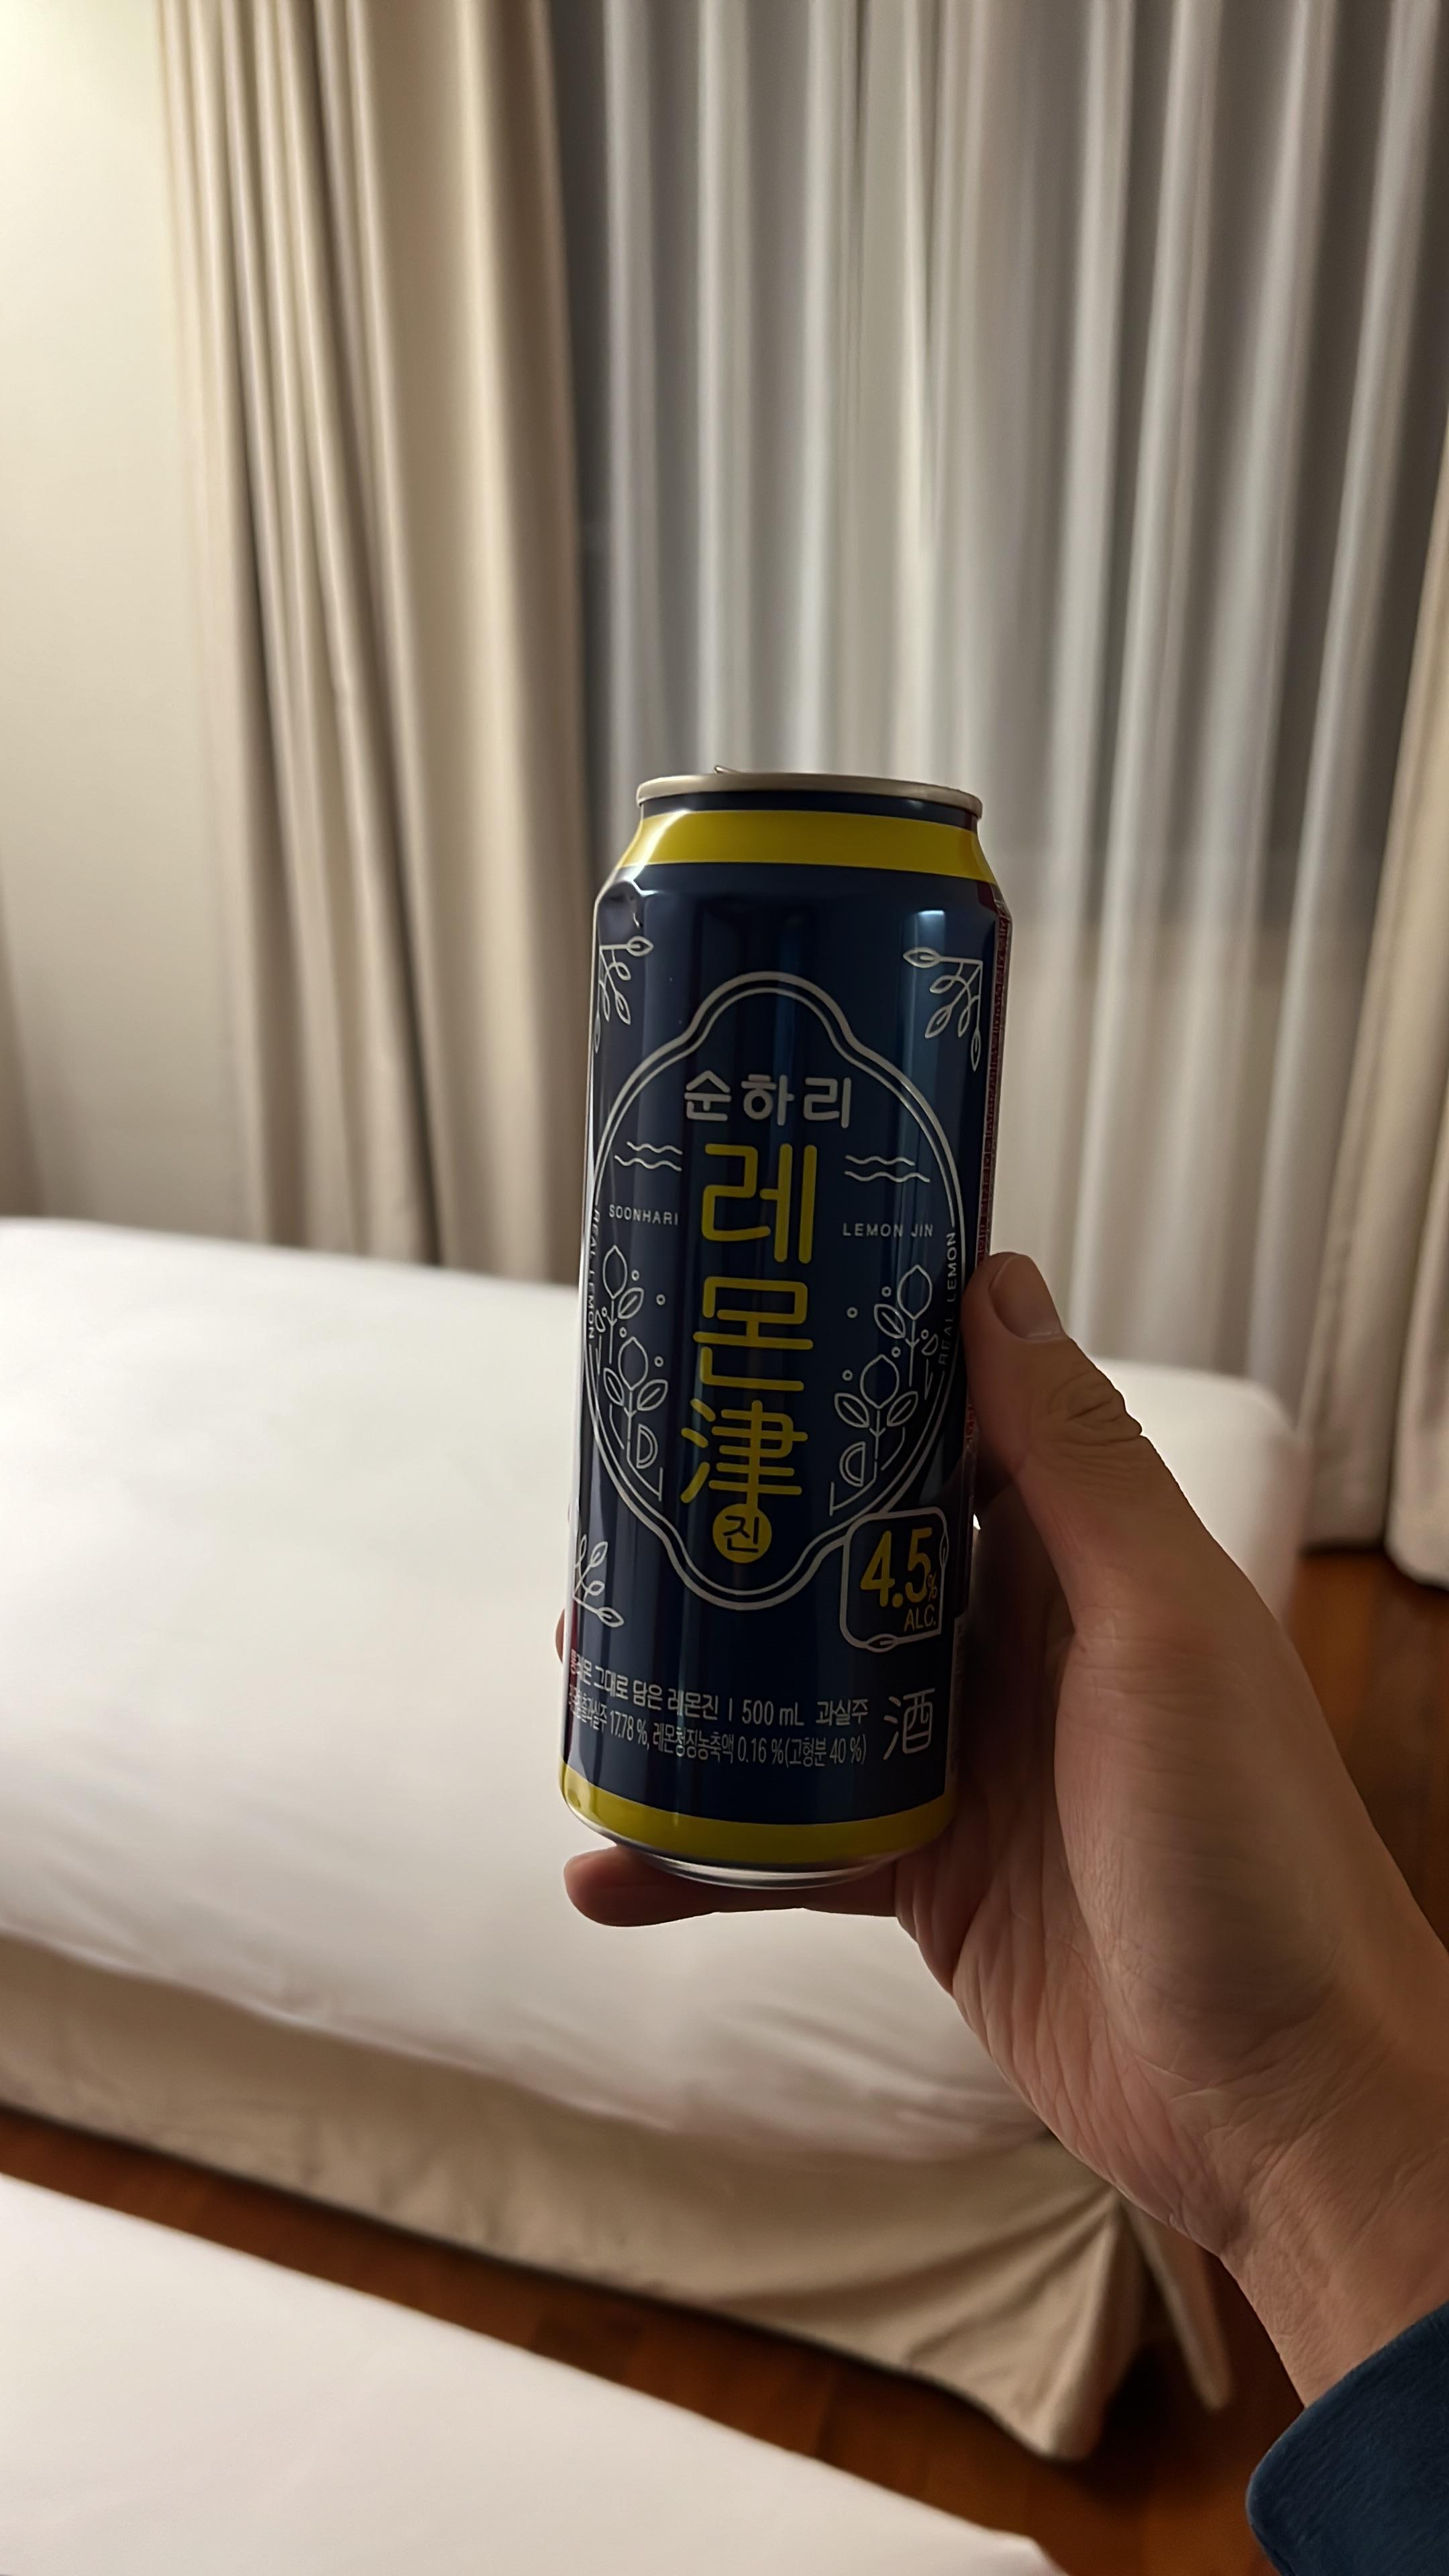 순하리
레몬津
진
SOONHARI
LEMON JIN
REAL LEMON
REAL LEMON
4.5%
ALC.
그대로 담은 레몬진 | 500 mL 과실주
17.78 %, 레몬청징농축액 0.16 %(고형분 40 %)
酒